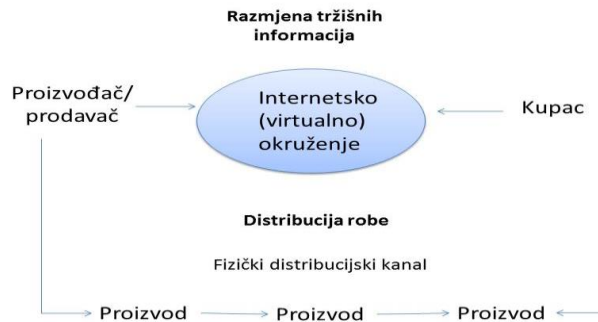 Razmjena tržišnih
informacija
Proizvođač/
prodavač
Internetsko
(virtualno)
okruženje
Kupac
Distribucija robe
Fizički distribucijski kanal
Proizvod
Proizvod
Proizvod